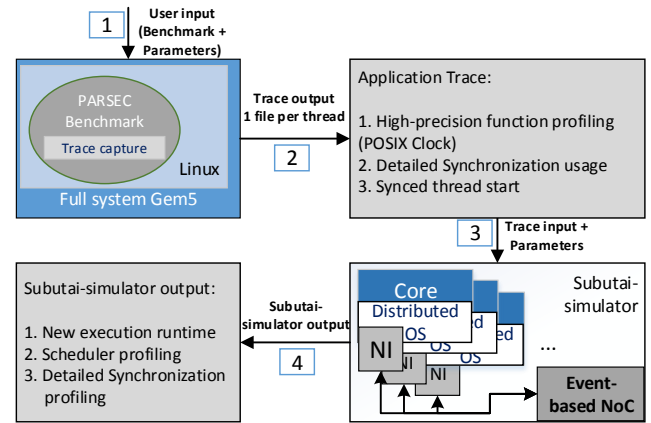 1
User input
(Benchmark +
Parameters)
PARSEC
Benchmark
Trace capture
Linux
Full system Gem5
Trace output
1 file per thread
2
Application Trace:
1. High-precision function profiling
(POSIX Clock)
2. Detailed Synchronization usage
3. Synced thread start
3
Trace input +
Parameters
Subutai-simulator output:
1. New execution runtime
2. Scheduler profiling
3. Detailed Synchronization
profiling
Subutai-
simulator output
4
Core
Distributed
OS
NI
ed
OS
NI
ed
OS
NI
...
Subutai-
simulator
Event-
based NoC